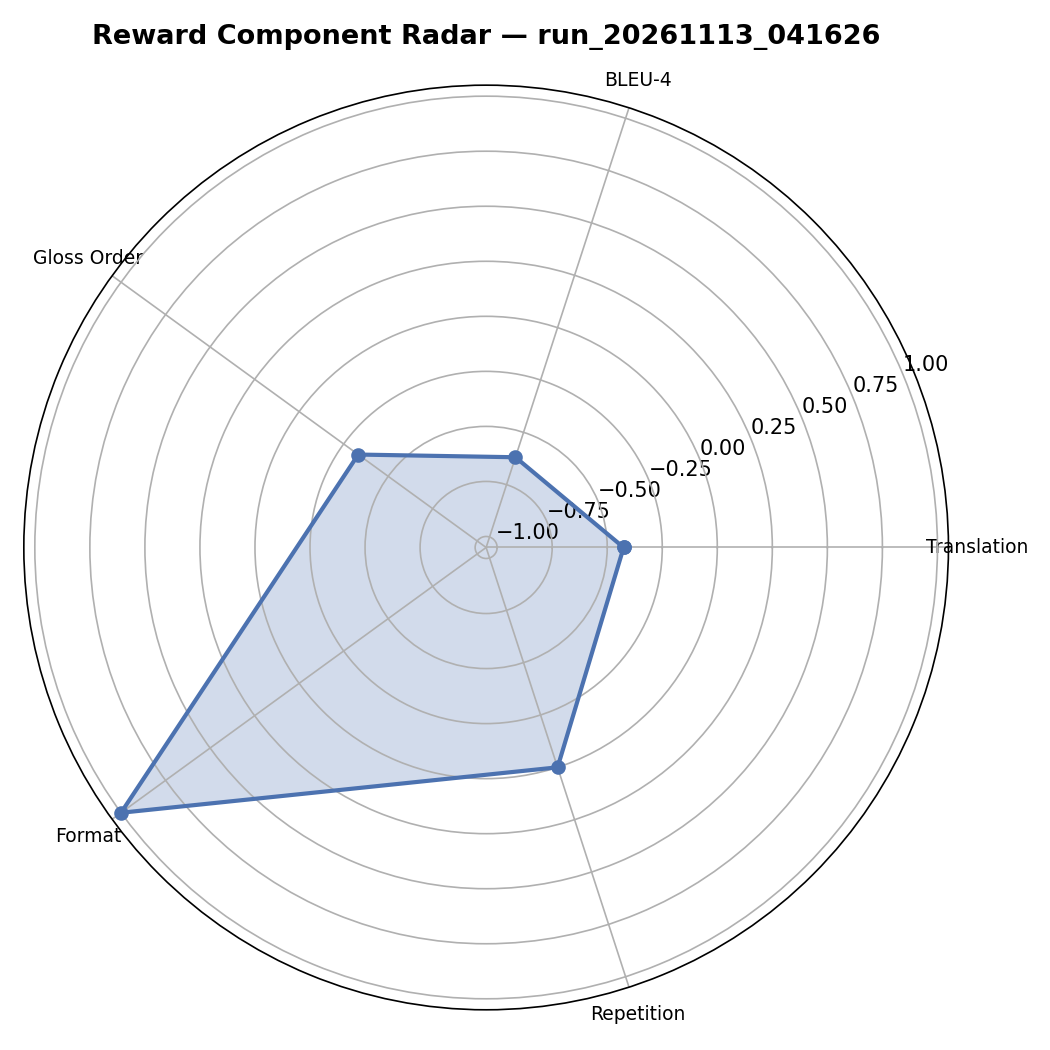 Reward Component Radar — run_20261113_041626
BLEU-4
Gloss Order
1.00
0.75
0.50
0.25
0.00
−0.25
−0.50
−0.75
−1.00
Translation
Format
Repetition